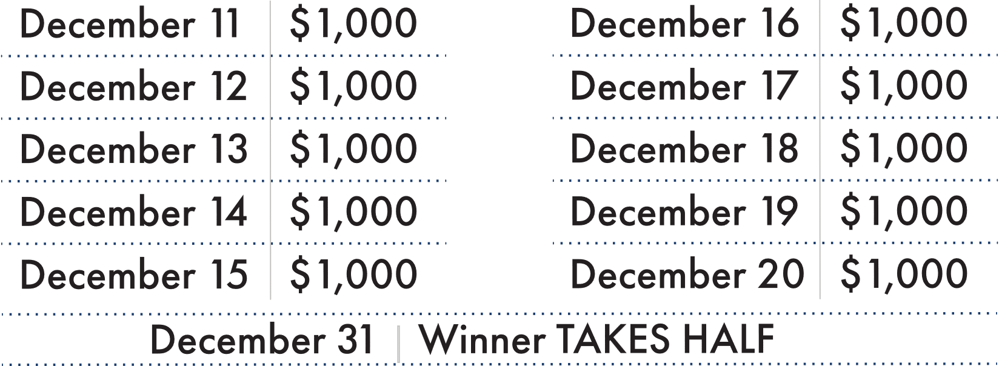 December 11 $1,000
December 12 $1,000
December 13 $1,000
December 14 $1,000
December 15 $1,000
December 16 $1,000
December 17 $1,000
December 18 $1,000
December 19 $1,000
December 20 $1,000
December 31 Winner TAKES HALF